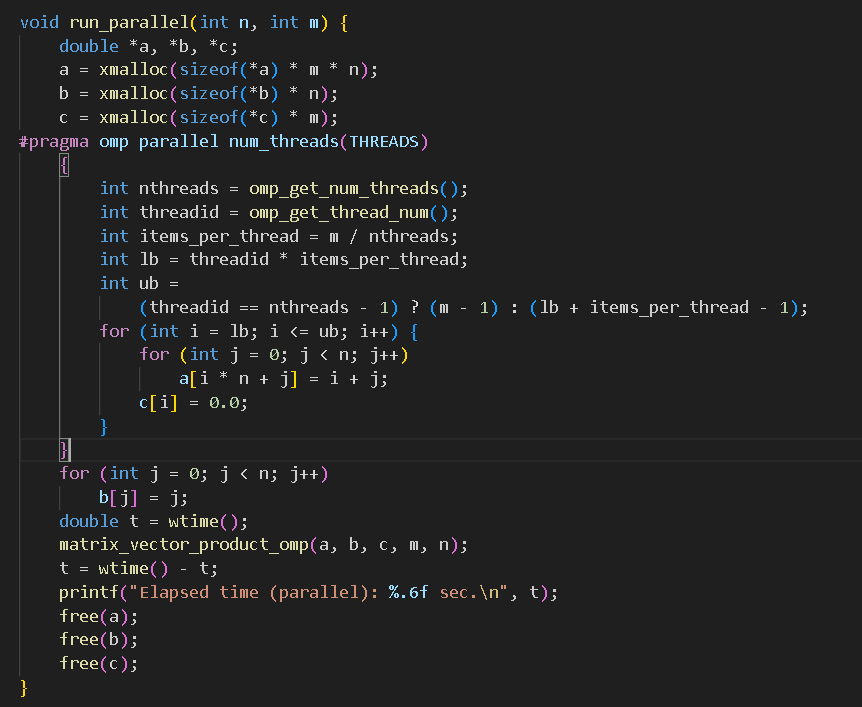 void run_parallel(int n, int m) {
    double *a, *b, *c;
    a = xmalloc(sizeof(*a) * m * n);
    b = xmalloc(sizeof(*b) * n);
    c = xmalloc(sizeof(*c) * m);
#pragma omp parallel num_threads(THREADS)
    {
        int nthreads = omp_get_num_threads();
        int threadid = omp_get_thread_num();
        int items_per_thread = m / nthreads;
        int lb = threadid * items_per_thread;
        int ub =
            (threadid == nthreads - 1) ? (m - 1) : (lb + items_per_thread - 1);
        for (int i = lb; i <= ub; i++) {
            for (int j = 0; j < n; j++)
                a[i * n + j] = i + j;
            c[i] = 0.0;
        }
    }
    for (int j = 0; j < n; j++)
        b[j] = j;
    double t = wtime();
    matrix_vector_product_omp(a, b, c, m, n);
    t = wtime() - t;
    printf("Elapsed time (parallel): %.6f sec.\n", t);
    free(a);
    free(b);
    free(c);
}